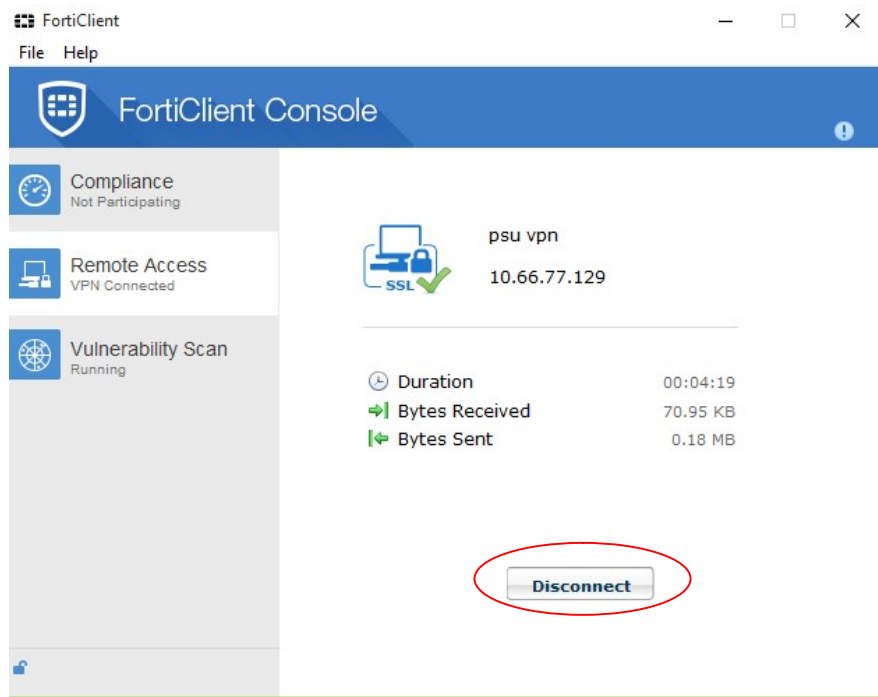 FortiClient
File Help
FortiClient Console
Compliance
Not Participating
Remote Access
VPN Connected
Vulnerability Scan
Running
SSL
psu vpn
10.66.77.129
Duration 00:04:19
Bytes Received 70.95 KB
Bytes Sent 0.18 MB
Disconnect